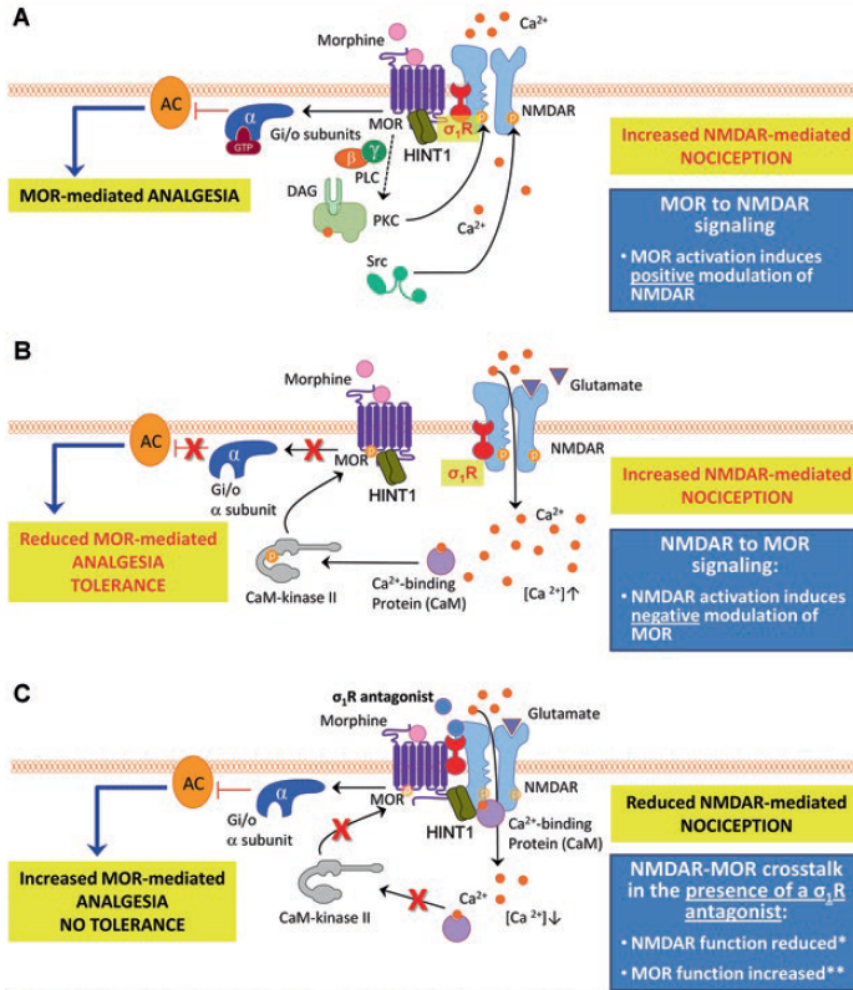 A
Ca²⁺
Morphine
AC
α
GTP
Gi/o subunits
MOR
HINT1
σ₁R
P
P
NMDAR
β
γ
PLC
DAG
PKC
Ca²⁺
Src
MOR-mediated ANALGESIA
Increased NMDAR-mediated
NOCICEPTION
MOR to NMDAR
signaling
• MOR activation induces
positive modulation of
NMDAR
B
Morphine
Glutamate
AC
X
α
X
MOR
P
HINT1
σ₁R
P
P
NMDAR
Gi/o
α subunit
Reduced MOR-mediated
ANALGESIA
TOLERANCE
P
CaM-kinase II
Ca²⁺-binding
Protein (CaM)
Ca²⁺
[Ca ²⁺]↑
Increased NMDAR-mediated
NOCICEPTION
NMDAR to MOR
signaling:
• NMDAR activation induces
negative modulation of
MOR
C
σ₁R antagonist
Morphine
Glutamate
AC
α
MOR
P
P
P
NMDAR
Gi/o
α subunit
HINT1
Ca²⁺-binding
Protein (CaM)
X
CaM-kinase II
X
Ca²⁺
[Ca ²⁺]↓
Increased MOR-mediated
ANALGESIA
NO TOLERANCE
Reduced NMDAR-mediated
NOCICEPTION
NMDAR-MOR crosstalk
in the presence of a σ₁R
antagonist:
• NMDAR function reduced*
• MOR function increased**